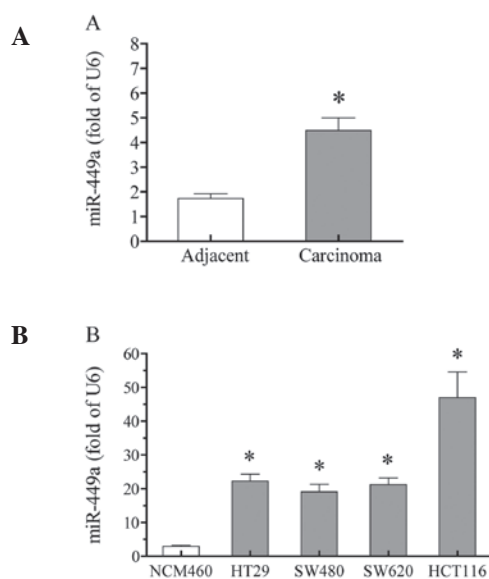 A
A
miR-449a (fold of U6)
8
7
6
5
4
3
2
1
0
*
Adjacent Carcinoma
B
B
miR-449a (fold of U6)
60
50
40
30
20
10
0
* * * *
NCM460 HT29 SW480 SW620 HCT116